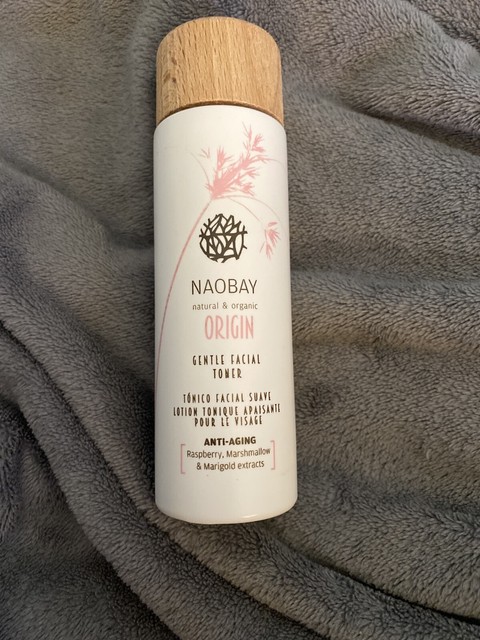 NAOBAY
natural & organic
ORIGIN
GENTLE FACIAL
TONER
TÓNICO FACIAL SUAVE
LOTION TONIQUE APAISANTE
POUR LE VISAGE
ANTI-AGING
Raspberry, Marshmallow
& Marigold extracts